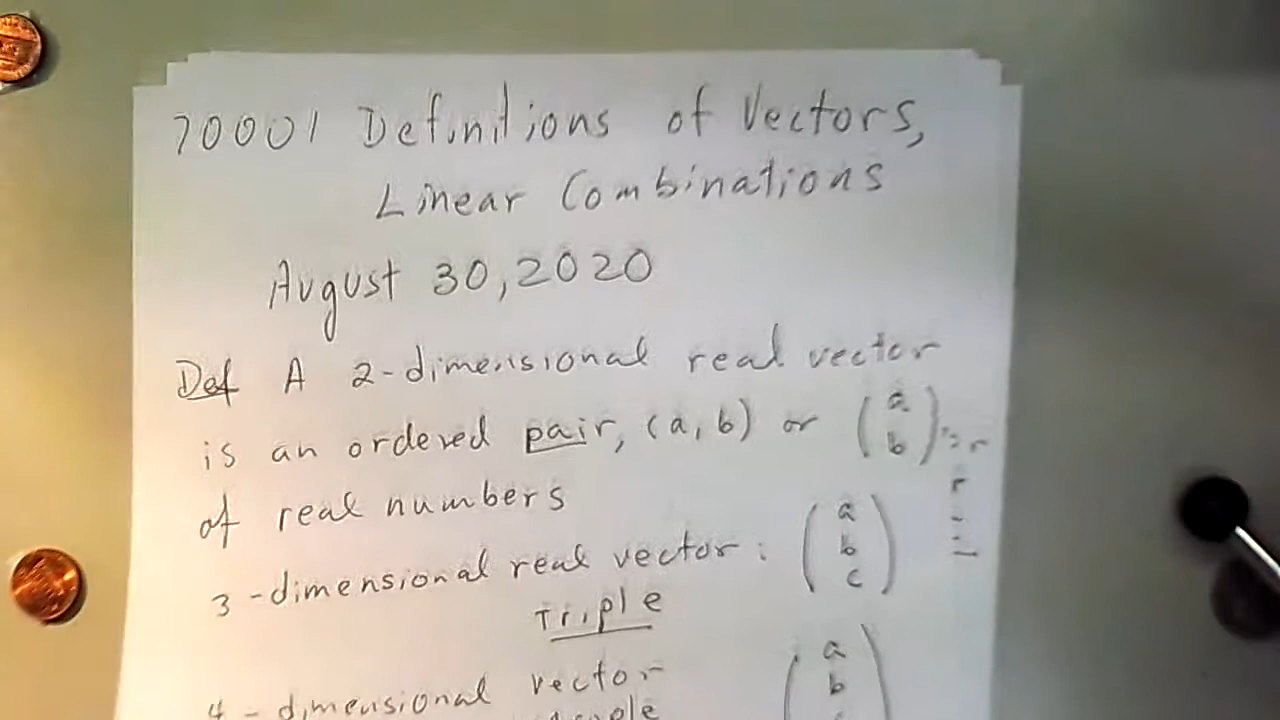 70001 Definitions of Vectors,
Linear Combinations
August 30, 2020
Def A 2-dimensional real vector
is an ordered pair, (a, b) or (a
b)
of real numbers
3-dimensional real vector: (a
b
c)
Triple
4-dimensional vector (a
b